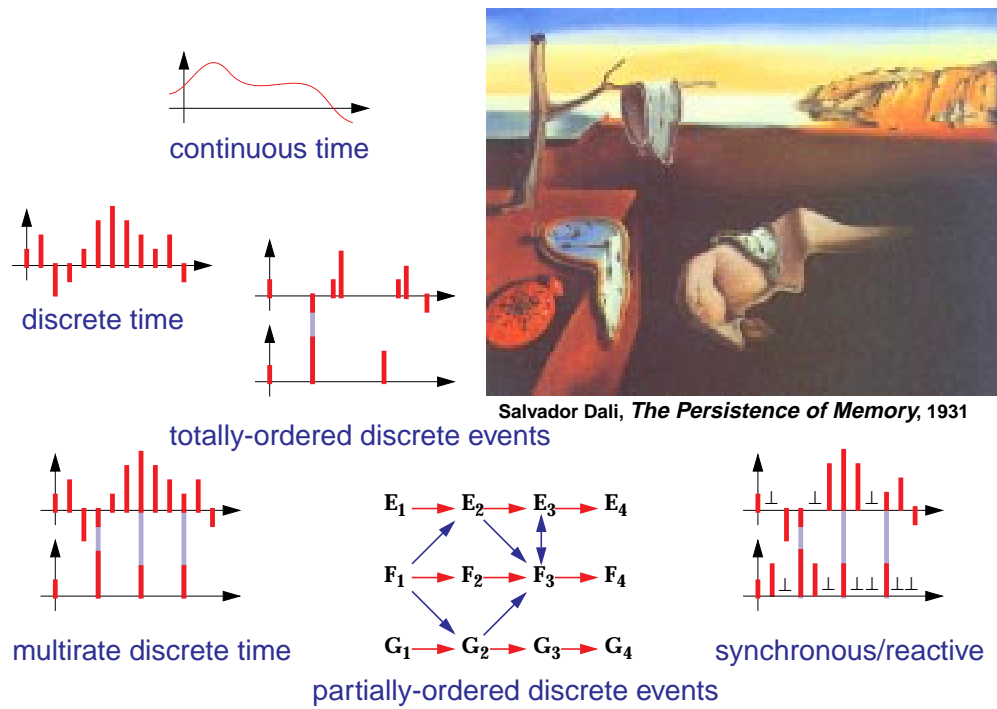 continuous time
discrete time
Salvador Dali, The Persistence of Memory, 1931
totally-ordered discrete events
E1 E2 E3 E4
⊥ ⊥ ⊥
F1 F2 F3 F4
⊥ ⊥ ⊥ ⊥ ⊥ ⊥
multirate discrete time
G1 G2 G3 G4
synchronous/reactive
partially-ordered discrete events